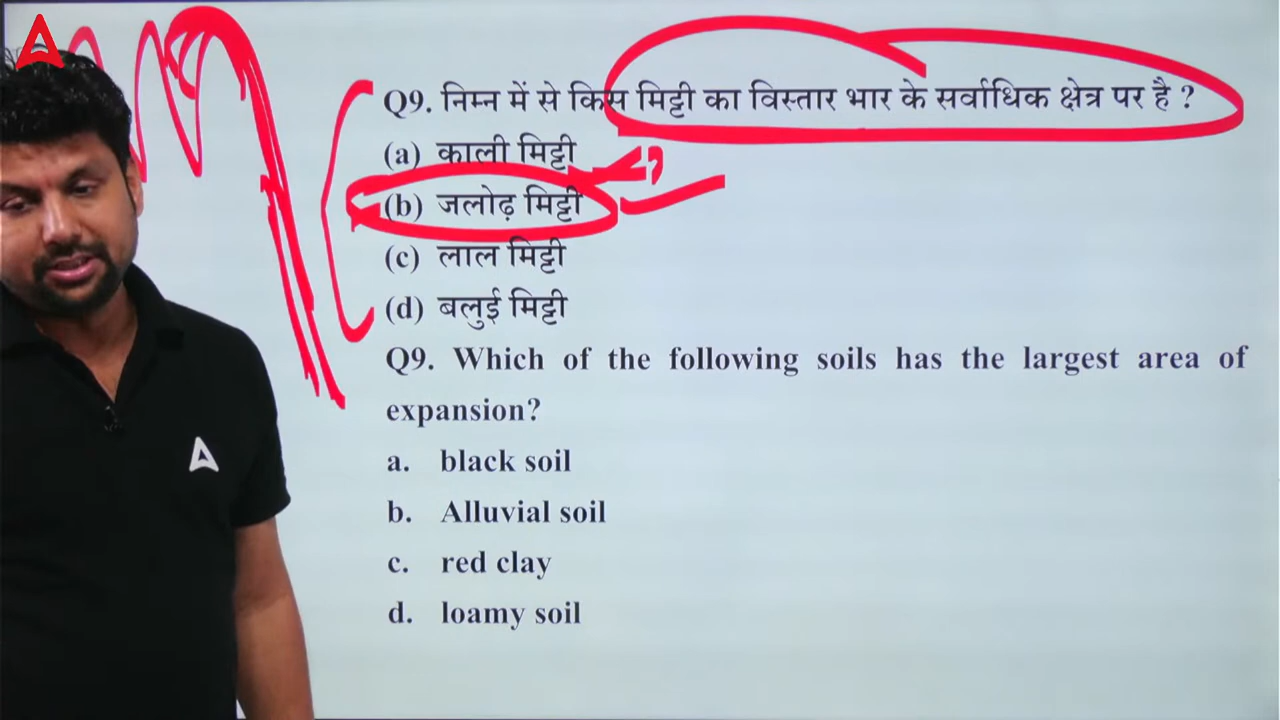 Q9. निम्न में से किस मिट्टी का विस्तार भार के सर्वाधिक क्षेत्र पर है ?
(a) काली मिट्टी
(b) जलोढ़ मिट्टी
(c) लाल मिट्टी
(d) बलुई मिट्टी
Q9. Which of the following soils has the largest area of
expansion?
a. black soil
b. Alluvial soil
c. red clay
d. loamy soil